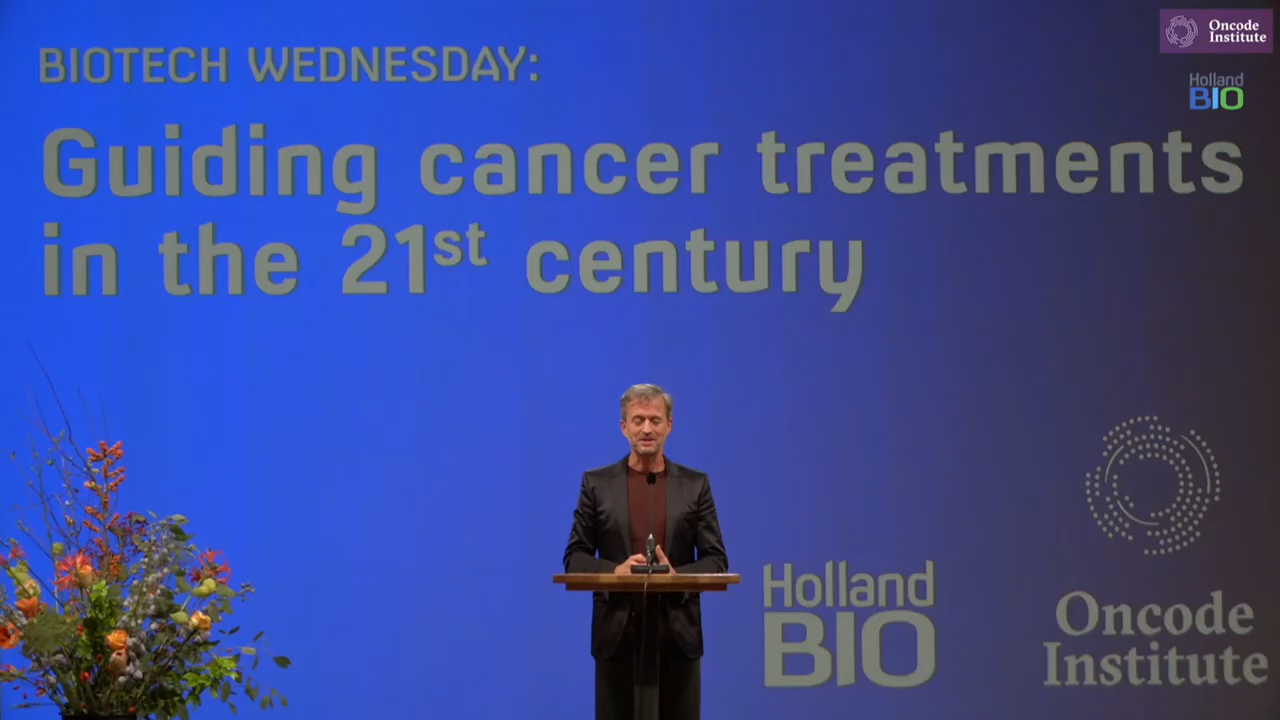 Oncode
Institute
Holland
BIO
BIOTECH WEDNESDAY:
Guiding cancer treatments
in the 21st century
Holland
BIO
Oncode
Institute